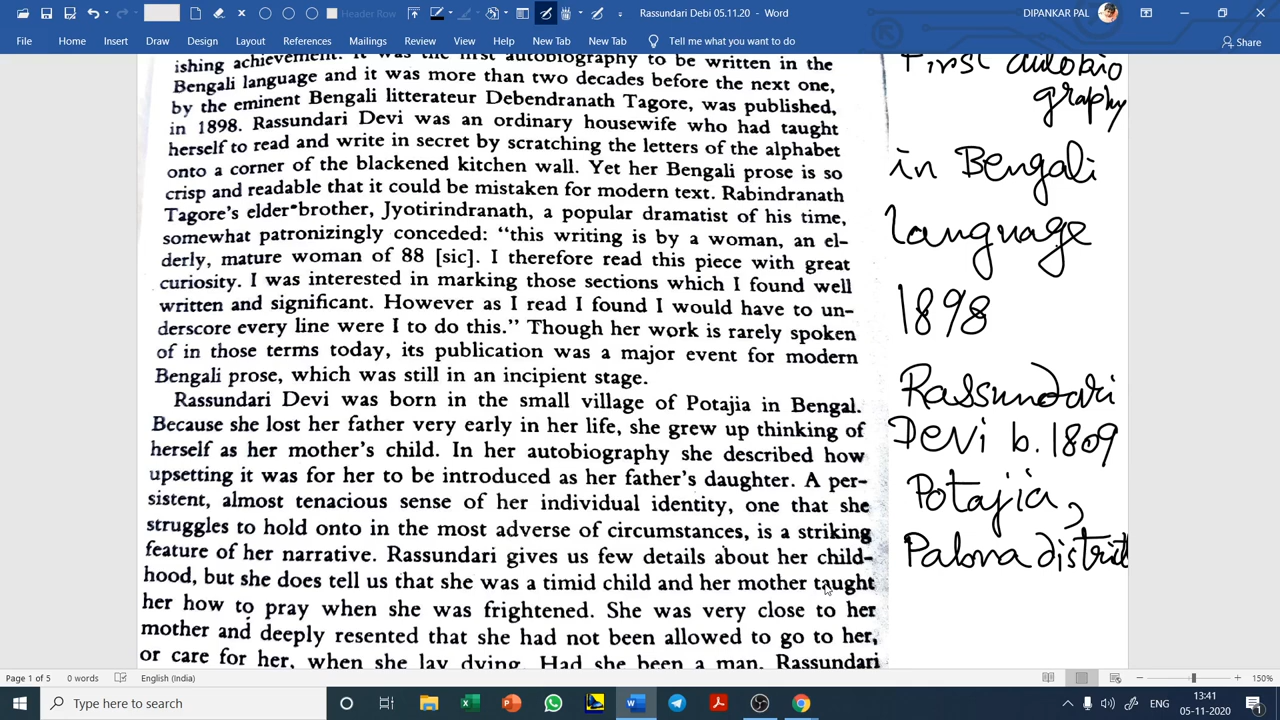 Rassundari Debi 05.11.20 - Word
DIPANKAR PAL
Header Row
File Home Insert Draw Design Layout References Mailings Review View Help New Tab New Tab Tell me what you want to do Share
ishing achievement. It was the first autobiography to be written in the
Bengali language and it was more than two decades before the next one,
by the eminent Bengali litterateur Debendranath Tagore, was published,
in 1898. Rassundari Devi was an ordinary housewife who had taught
herself to read and write in secret by scratching the letters of the alphabet
onto a corner of the blackened kitchen wall. Yet her Bengali prose is so
crisp and readable that it could be mistaken for modern text. Rabindranath
Tagore's elder brother, Jyotirindranath, a popular dramatist of his time,
somewhat patronizingly conceded: "this writing is by a woman, an el-
derly, mature woman of 88 [sic]. I therefore read this piece with great
curiosity. I was interested in marking those sections which I found well
written and significant. However as I read I found I would have to un-
derscore every line were I to do this." Though her work is rarely spoken
of in those terms today, its publication was a major event for modern
Bengali prose, which was still in an incipient stage.
Rassundari Devi was born in the small village of Potajia in Bengal.
Because she lost her father very early in her life, she grew up thinking of
herself as her mother's child. In her autobiography she described how
upsetting it was for her to be introduced as her father's daughter. A per-
sistent, almost tenacious sense of her individual identity, one that she
struggles to hold onto in the most adverse of circumstances, is a striking
feature of her narrative. Rassundari gives us few details about her child-
hood, but she does tell us that she was a timid child and her mother taught
her how to pray when she was frightened. She was very close to her
mother and deeply resented that she had not been allowed to go to her,
or care for her, when she lay dying. Had she been a man, Rassundari
First autobio
graphy
in Bengali
language
1898
Rassundari
Devi b. 1809
Potajia,
Pabna district
Page 1 of 5 0 words English (India) 150%
Type here to search
ENG
13:41
05-11-2020